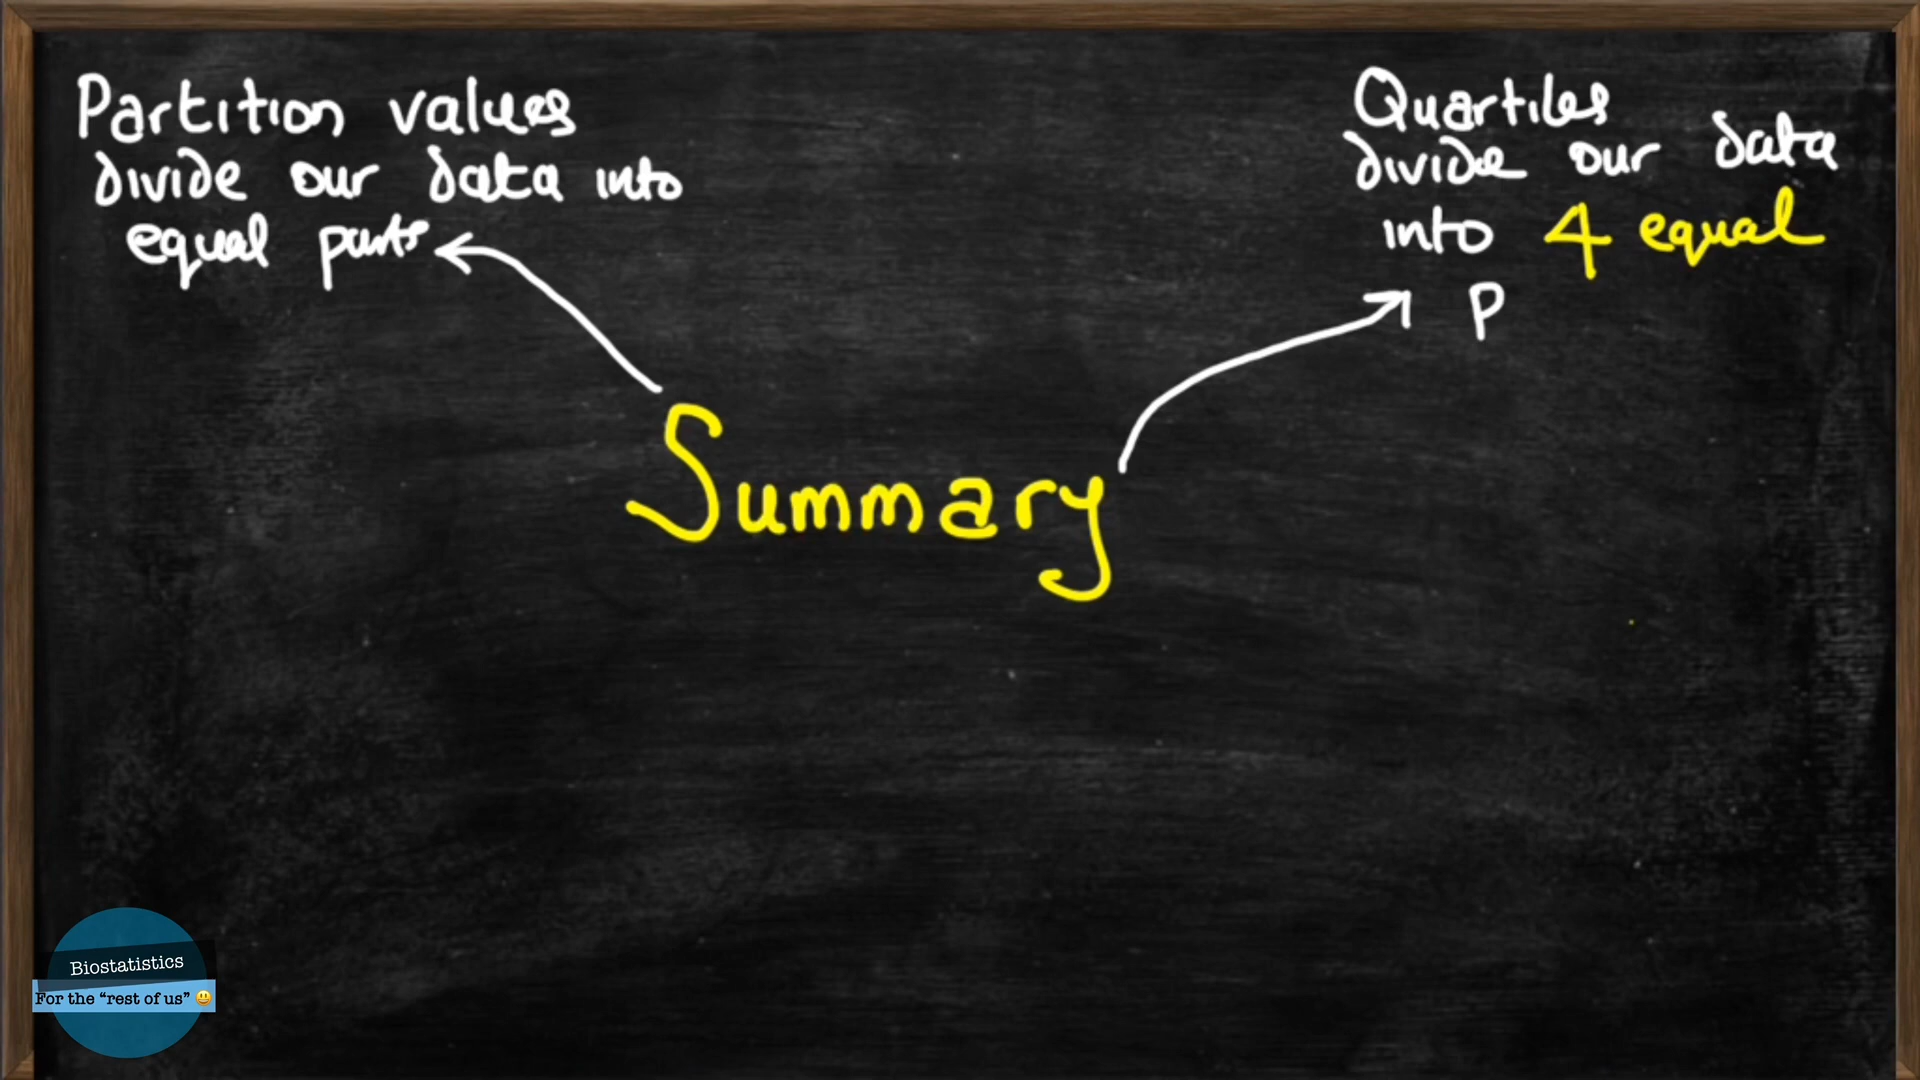 Partition values
divide our data into
equal parts
Quartiles
divide our data
into 4 equal
P
Summary
Biostatistics
For the “rest of us” 😃